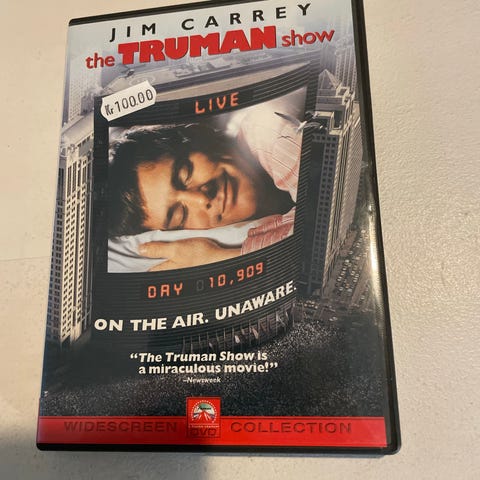 JIM CARREY
the TRUMAN show
Kr 100.00
LIVE
DAY 10,909
ON THE AIR. UNAWARE.
"The Truman Show is
a miraculous movie!"
—Newsweek
WIDESCREEN DVD COLLECTION